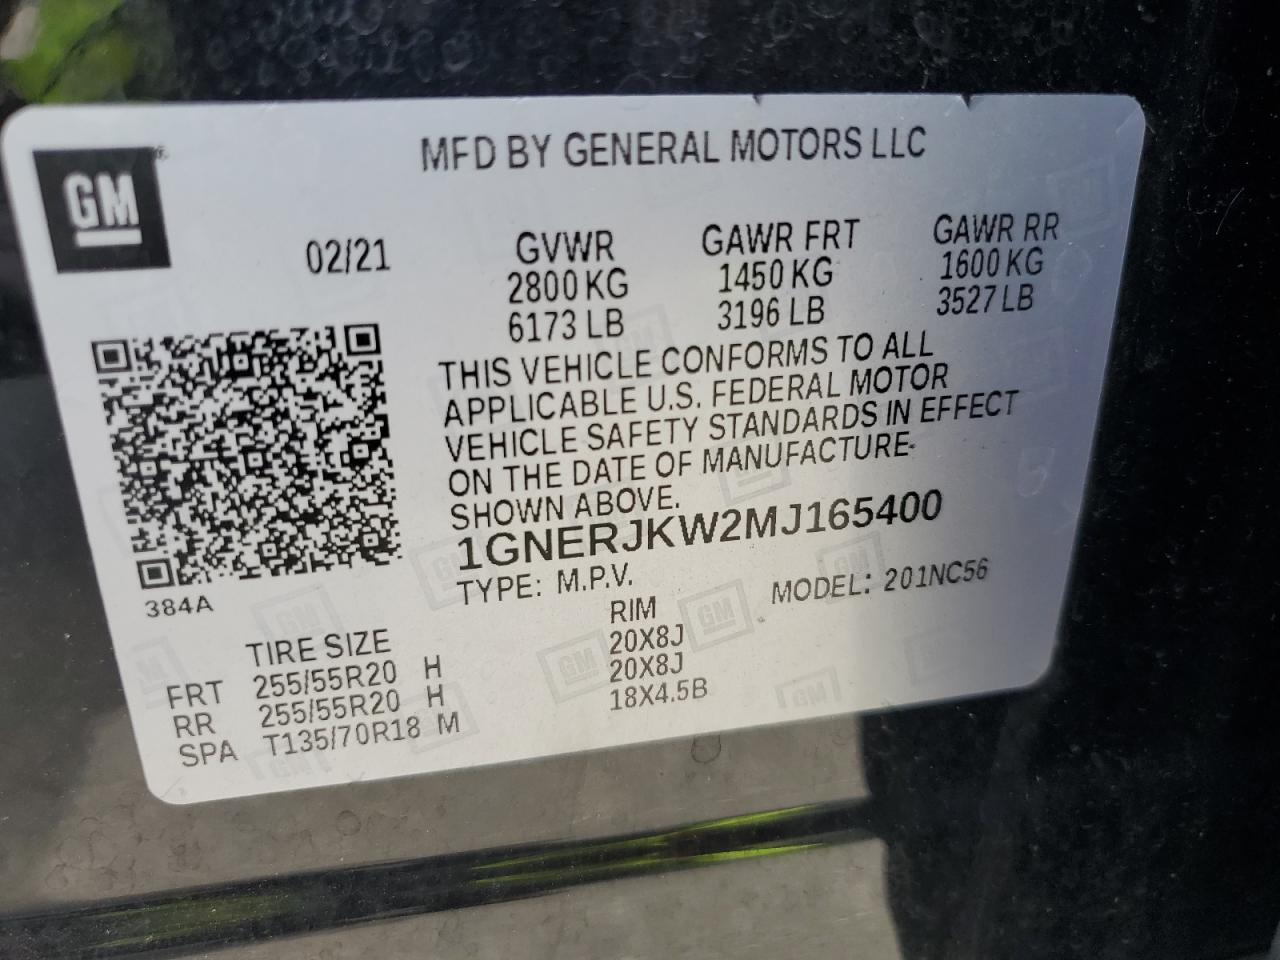 GM
MFD BY GENERAL MOTORS LLC
02/21
GVWR GAWR FRT GAWR RR
2800 KG 1450 KG 1600 KG
6173 LB 3196 LB 3527 LB
THIS VEHICLE CONFORMS TO ALL
APPLICABLE U.S. FEDERAL MOTOR
VEHICLE SAFETY STANDARDS IN EFFECT
ON THE DATE OF MANUFACTURE
SHOWN ABOVE.
1GNERJKW2MJ165400
TYPE: M.P.V. MODEL: 201NC56
384A
TIRE SIZE RIM
FRT 255/55R20 H 20X8J
RR 255/55R20 H 20X8J
SPA T135/70R18 M 18X4.5B